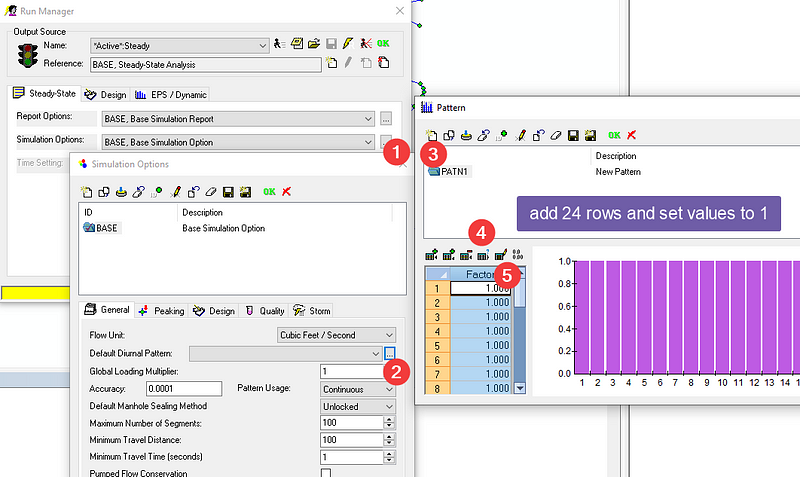 Run Manager
Output Source
Name: *Active*:Steady OK
Reference: BASE, Steady-State Analysis
Steady-State Design EPS / Dynamic
Report Options: BASE, Base Simulation Report ...
Simulation Options: BASE, Base Simulation Option ...
Time Setting:
1
Simulation Options
OK
ID Description
BASE Base Simulation Option
General Peaking Design Quality Storm
Flow Unit: Cubic Feet / Second
Default Diurnal Pattern: ...
Global Loading Multiplier: 1
2
Accuracy: 0.0001 Pattern Usage: Continuous
Default Manhole Sealing Method Unlocked
Maximum Number of Segments: 100
Minimum Travel Distance: 100
Minimum Travel Time (seconds) 1
Pumped Flow Conservation
Pattern
OK
3
Description
PATN1 New Pattern
add 24 rows and set values to 1
4
0.0
0.00
5
Factor
1 1.000
2 1.000
3 1.000
4 1.000
5 1.000
6 1.000
7 1.000
8 1.000
1.0
0.8
0.6
0.4
0.2
0.0
1 2 3 4 5 6 7 8 9 10 11 12 13 14